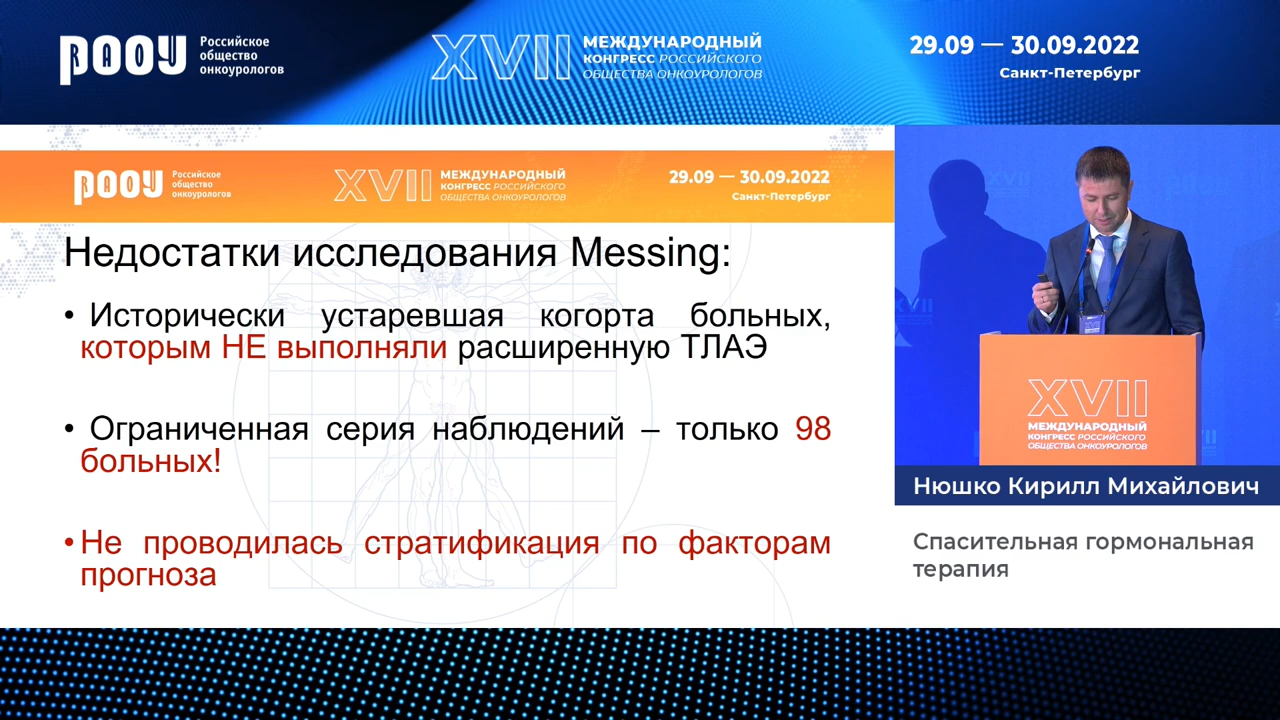 РАОУ
Российское
общество
онкоурологов
XVII
МЕЖДУНАРОДНЫЙ
КОНГРЕСС РОССИЙСКОГО
ОБЩЕСТВА ОНКОУРОЛОГОВ
29.09 — 30.09.2022
Санкт-Петербург
РАОУ
Российское
общество
онкоурологов
XVII
МЕЖДУНАРОДНЫЙ
КОНГРЕСС РОССИЙСКОГО
ОБЩЕСТВА ОНКОУРОЛОГОВ
29.09 — 30.09.2022
Санкт-Петербург
Недостатки исследования Messing:
• Исторически устаревшая когорта больных,
которым НЕ выполняли расширенную ТЛАЭ
• Ограниченная серия наблюдений – только 98
больных!
• Не проводилась стратификация по факторам
прогноза
XVII
XVII
МЕЖДУНАРОДНЫЙ
КОНГРЕСС РОССИЙСКОГО
ОБЩЕСТВА ОНКОУРОЛОГОВ
Нюшко Кирилл Михайлович
Спасительная гормональная
терапия